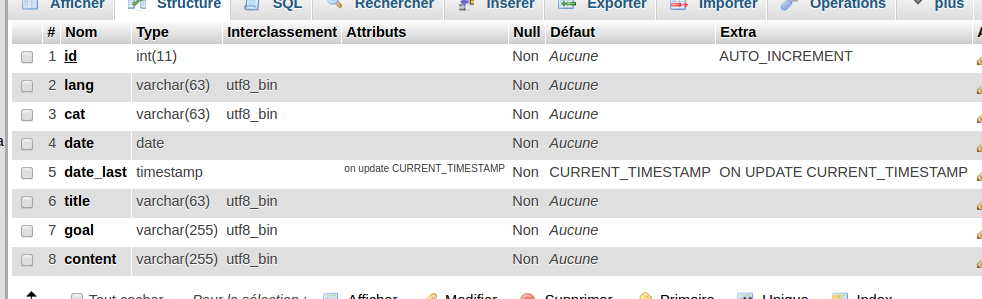 Afficher Structure SQL Rechercher Insérer Exporter Importer Opérations plus
# Nom Type Interclassement Attributs Null Défaut Extra
1 id int(11) Non Aucune AUTO_INCREMENT
2 lang varchar(63) utf8_bin Non Aucune
3 cat varchar(63) utf8_bin Non Aucune
4 date date Non Aucune
5 date_last timestamp on update CURRENT_TIMESTAMP Non CURRENT_TIMESTAMP ON UPDATE CURRENT_TIMESTAMP
6 title varchar(63) utf8_bin Non Aucune
7 goal varchar(255) utf8_bin Non Aucune
8 content varchar(255) utf8_bin Non Aucune
Tout cocher Pour la sélection : Afficher Modifier Supprimer Primaire Unique Index